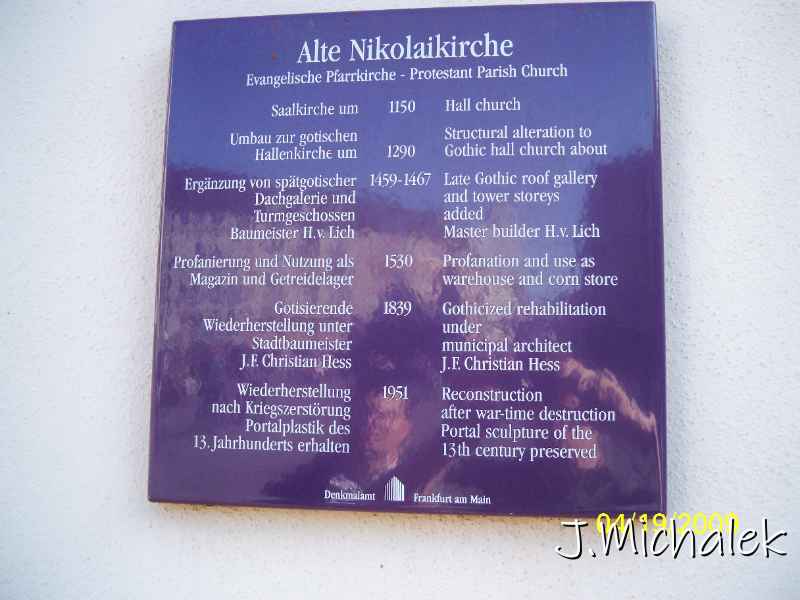 Alte Nikolaikirche
Evangelische Pfarrkirche - Protestant Parish Church
Saalkirche um 1150 Hall church
Umbau zur gotischen Structural alteration to
Hallenkirche um 1290 Gothic hall church about
Ergänzung von spätgotischer 1459-1467 Late Gothic roof gallery
Dachgalerie und and tower storeys
Turmgeschossen added
Baumeister H.v. Lich Master builder H.v. Lich
Profanierung und Nutzung als 1530 Profanation and use as
Magazin und Getreidelager warehouse and corn store
Gotisierende 1839 Gothicized rehabilitation
Wiederherstellung unter under
Stadtbaumeister municipal architect
J.F. Christian Hess J.F. Christian Hess
Wiederherstellung 1951 Reconstruction
nach Kriegszerstörung after war-time destruction
Portalplastik des Portal sculpture of the
13. Jahrhunderts erhalten 13th century preserved
Denkmalamt Frankfurt am Main
J.Michalek